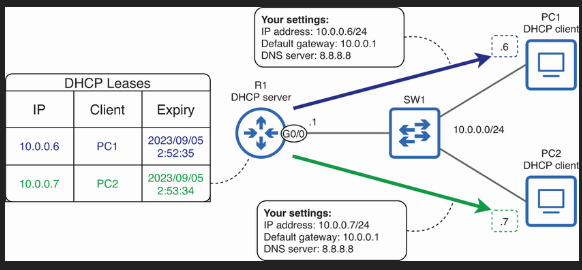 Your settings:
IP address: 10.0.0.6/24
Default gateway: 10.0.0.1
DNS server: 8.8.8.8
PC1
DHCP client
.6
DHCP Leases
IP Client Expiry
10.0.0.6 PC1 2023/09/05
2:52:35
10.0.0.7 PC2 2023/09/05
2:53:34
R1
DHCP server
G0/0
.1
SW1
10.0.0.0/24
PC2
DHCP client
.7
Your settings:
IP address: 10.0.0.7/24
Default gateway: 10.0.0.1
DNS server: 8.8.8.8